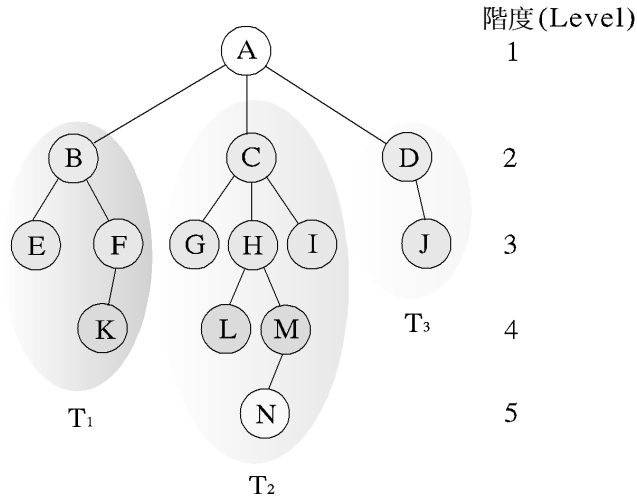 階度(Level)
A 1
B C D 2
E F G H I J 3
K L M T₃ 4
N 5
T₁
T₂